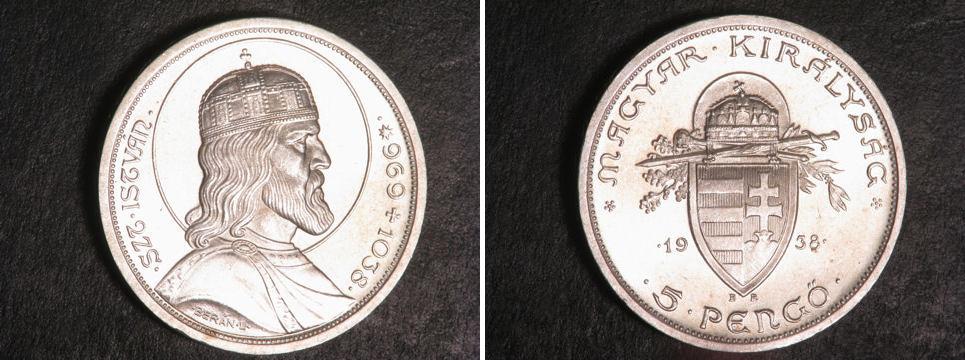 SZT · ISTVÁN ·
* 969 + 1038 ·
BERÁN · L ·
* MAGYAR · KIRÁLYSÁG *
· 19 38 ·
B P
· 5 PENGŐ ·